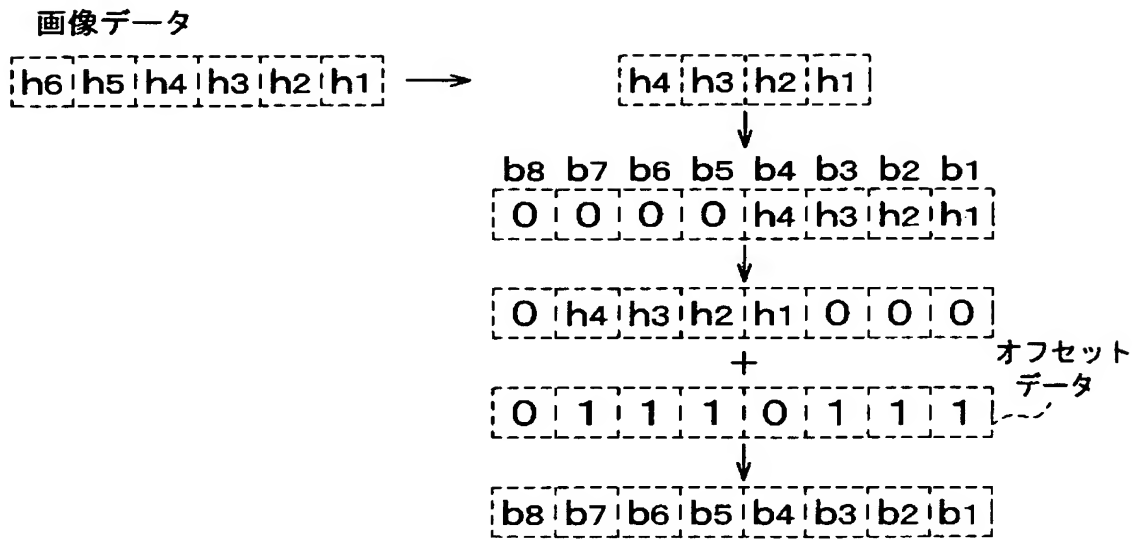 画像データ
h6 h5 h4 h3 h2 h1 → h4 h3 h2 h1
b8 b7 b6 b5 b4 b3 b2 b1
0 0 0 0 h4 h3 h2 h1
0 h4 h3 h2 h1 0 0 0
+
オフセット
データ
0 1 1 1 0 1 1 1
b8 b7 b6 b5 b4 b3 b2 b1